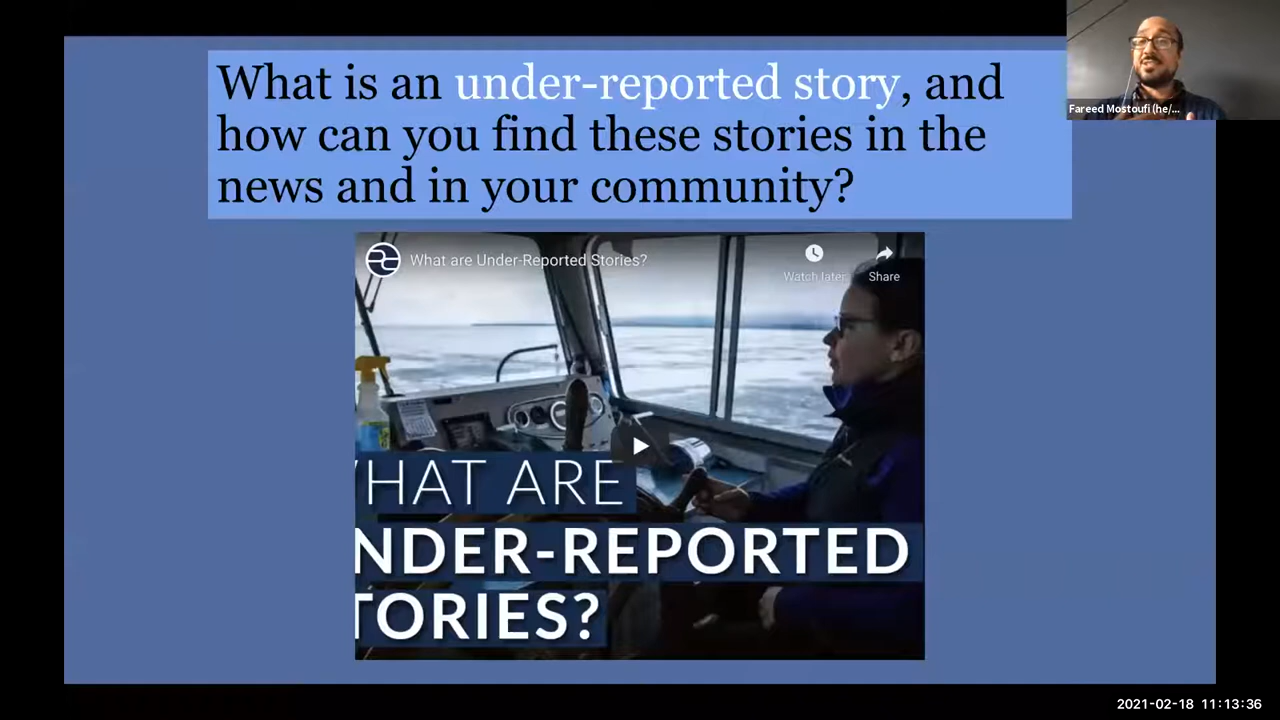 What is an under-reported story, and
how can you find these stories in the
news and in your community?
Fareed Mostoufi (he/...
What are Under-Reported Stories?
Watch later
Share
HAT ARE
NDER-REPORTED
TORIES?
2021-02-18 11:13:36